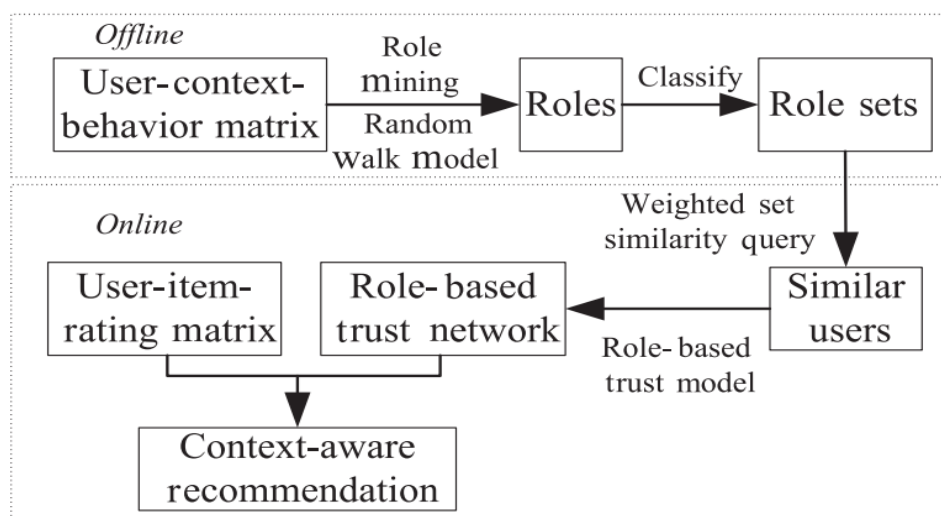 Offline
User-context-
behavior matrix
Role
mining
Random
Walk model
Roles
Classify
Role sets
Online
Weighted set
similarity query
User-item-
rating matrix
Role-based
trust network
Similar
users
Role-based
trust model
Context-aware
recommendation